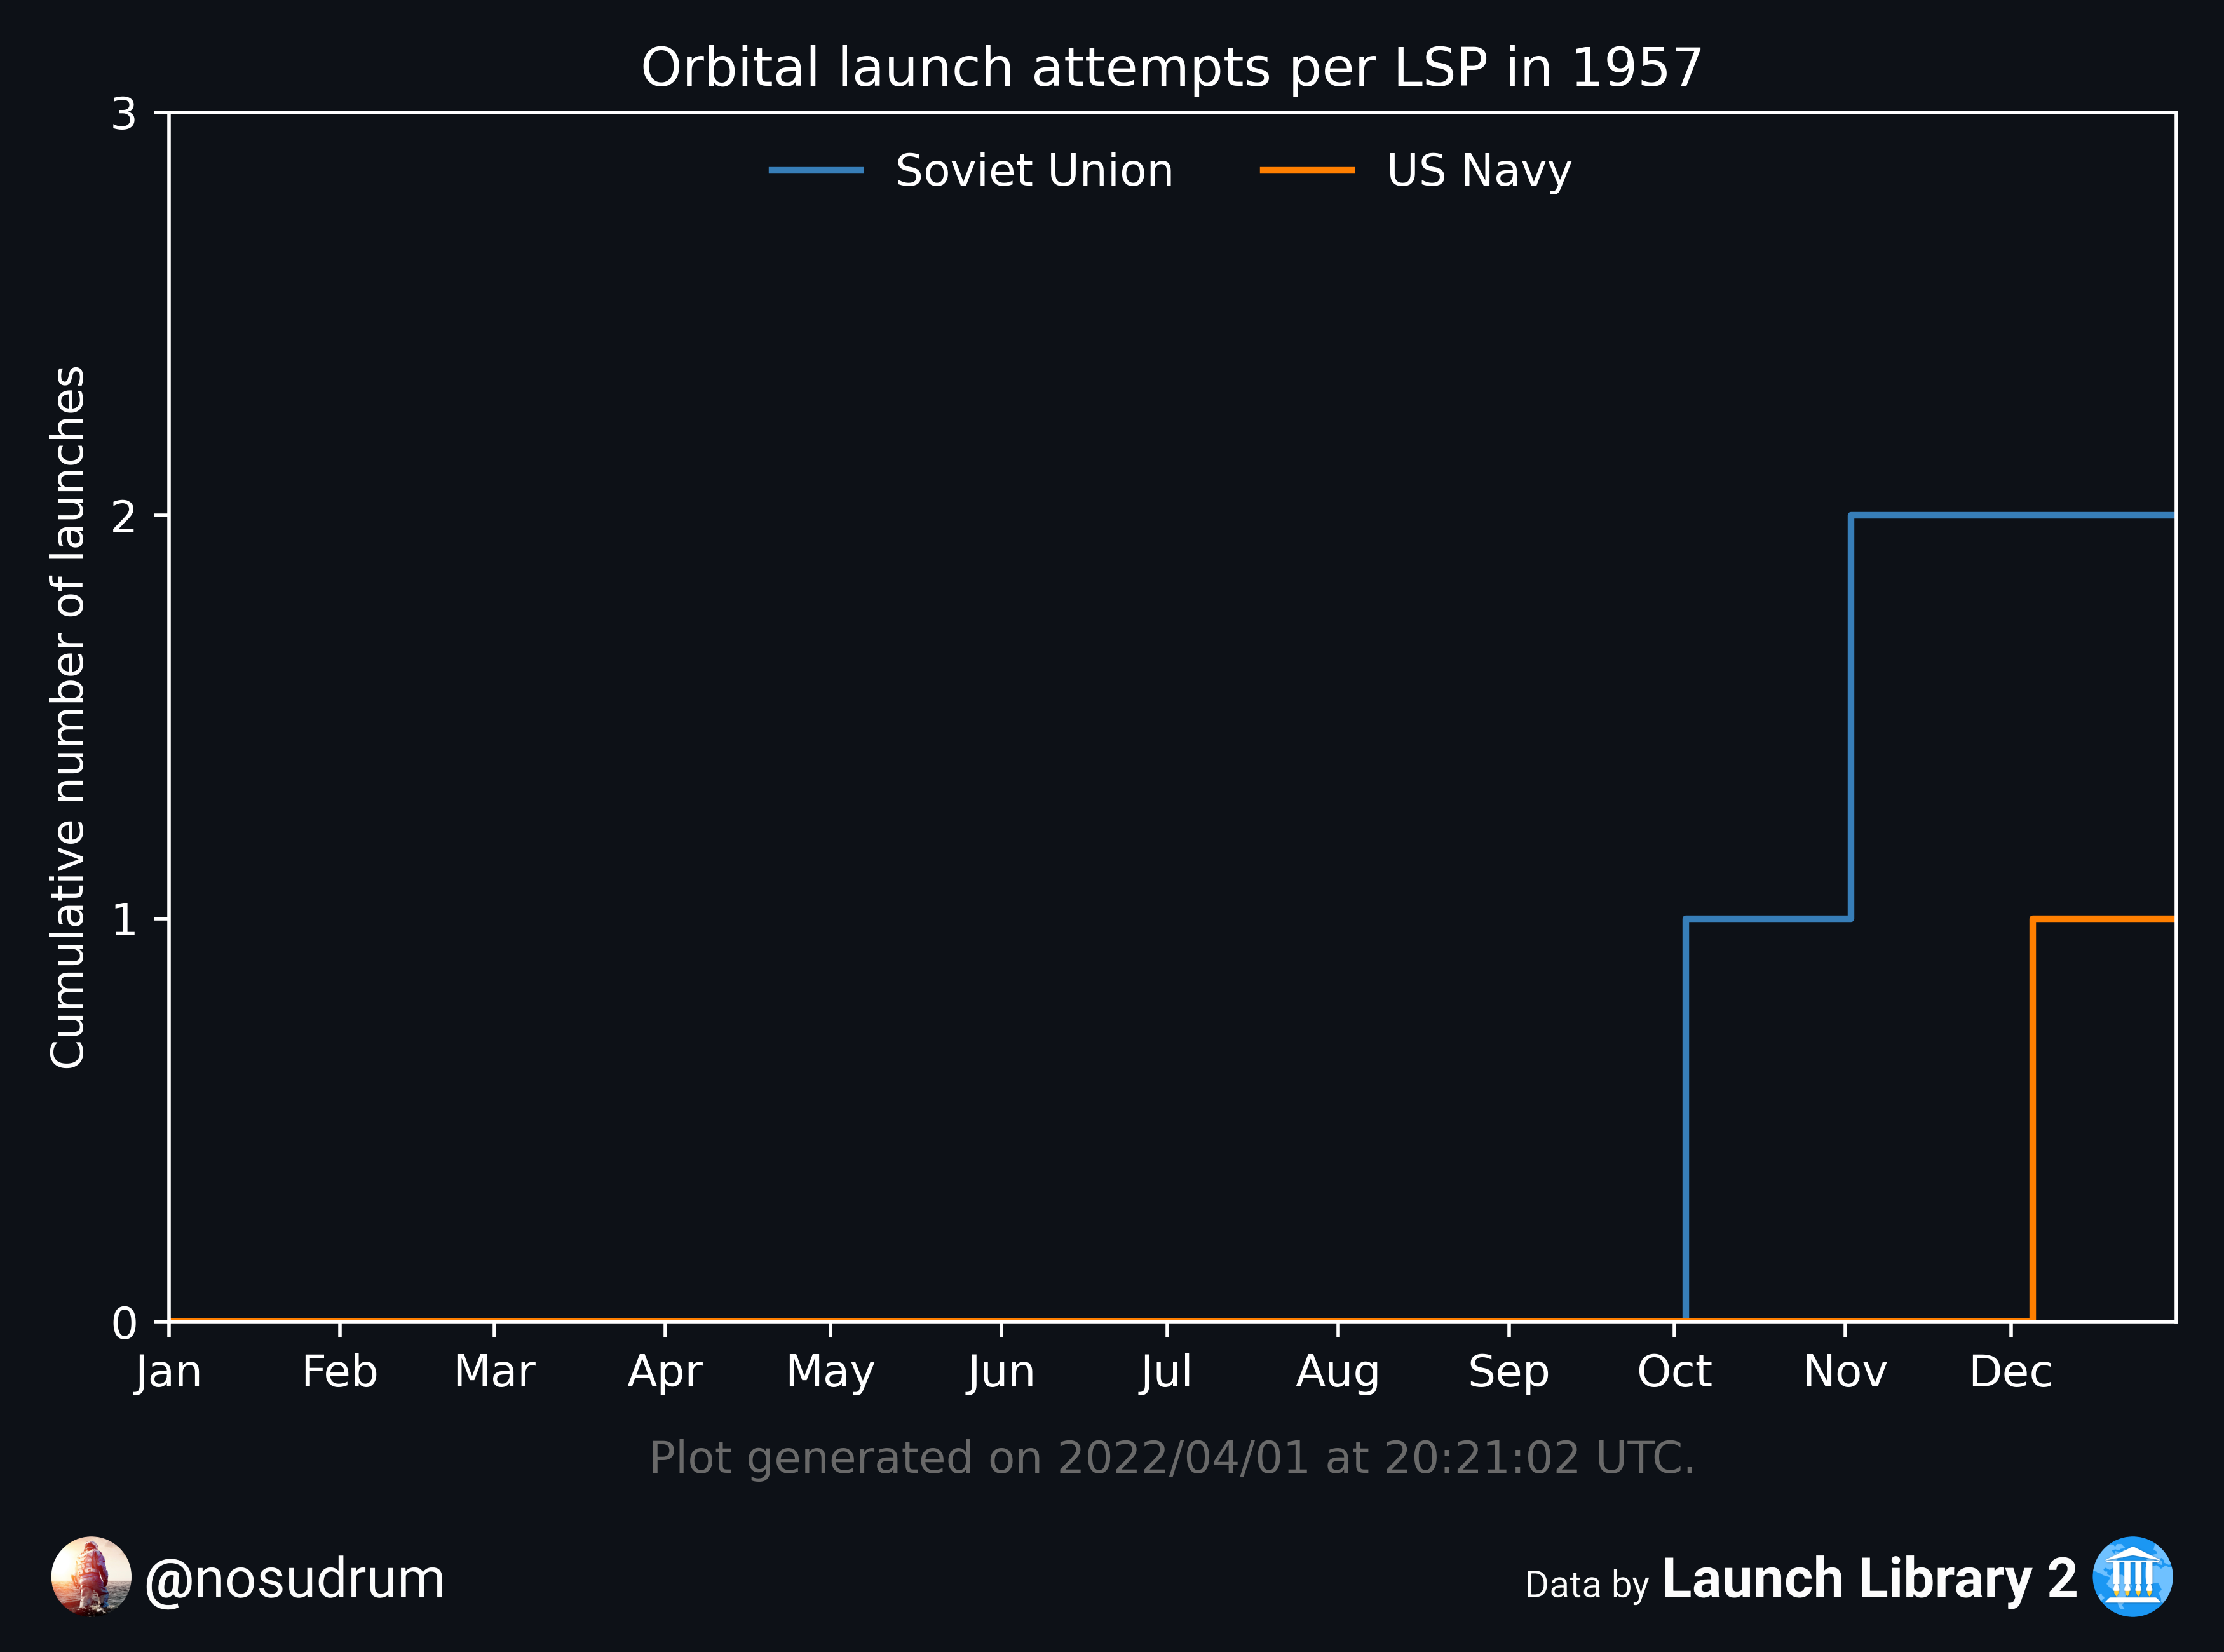 Orbital launch attempts per LSP in 1957
Soviet Union US Navy
Cumulative number of launches
3
2
1
0
Jan Feb Mar Apr May Jun Jul Aug Sep Oct Nov Dec
Plot generated on 2022/04/01 at 20:21:02 UTC.
@nosudrum
Data by Launch Library 2